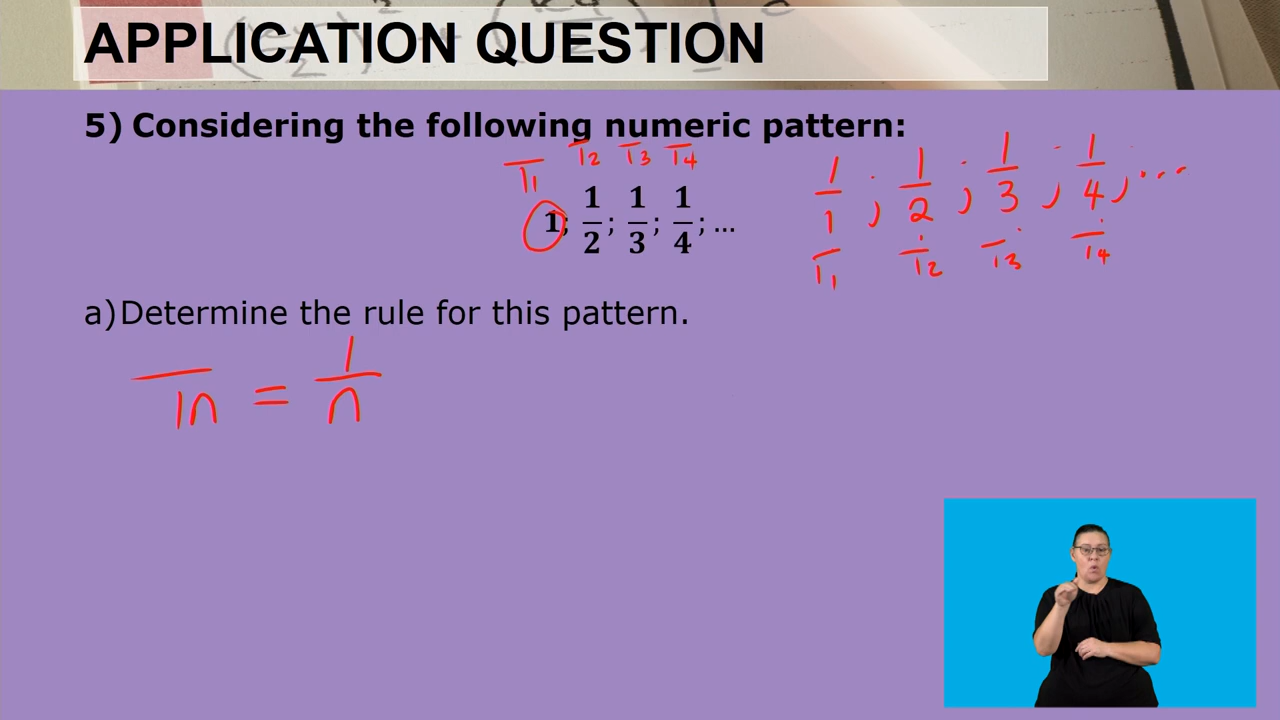 APPLICATION QUESTION
5) Considering the following numeric pattern:
T1 T2 T3 T4
1; 1/2; 1/3; 1/4; ...
1/1; 1/2; 1/3; 1/4; ...
T1 T2 T3 T4
a) Determine the rule for this pattern.
Tn = 1/n